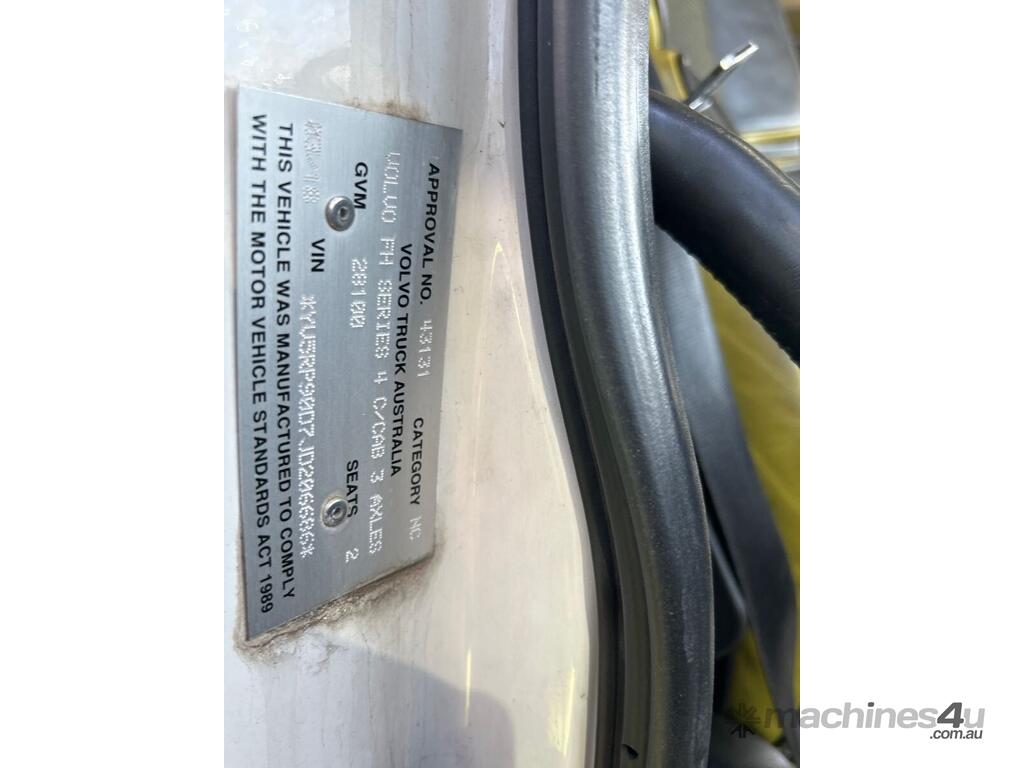 APPROVAL NO. 43131 CATEGORY NC
VOLVO TRUCK AUSTRALIA
VOLVO FH SERIES 4 C/CAB 3 AXLES
GVM 28100 SEATS 2
VIN *YV5RP90D7JD206686*
THIS VEHICLE WAS MANUFACTURED TO COMPLY
WITH THE MOTOR VEHICLE STANDARDS ACT 1989
machines4u
.com.au